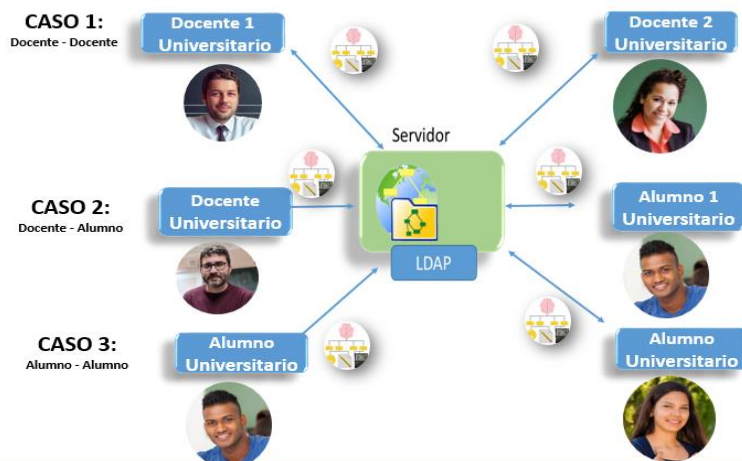 CASO 1:
Docente - Docente
Docente 1
Universitario
Docente 2
Universitario
Servidor
LDAP
CASO 2:
Docente - Alumno
Docente
Universitario
Alumno 1
Universitario
CASO 3:
Alumno - Alumno
Alumno
Universitario
Alumno
Universitario